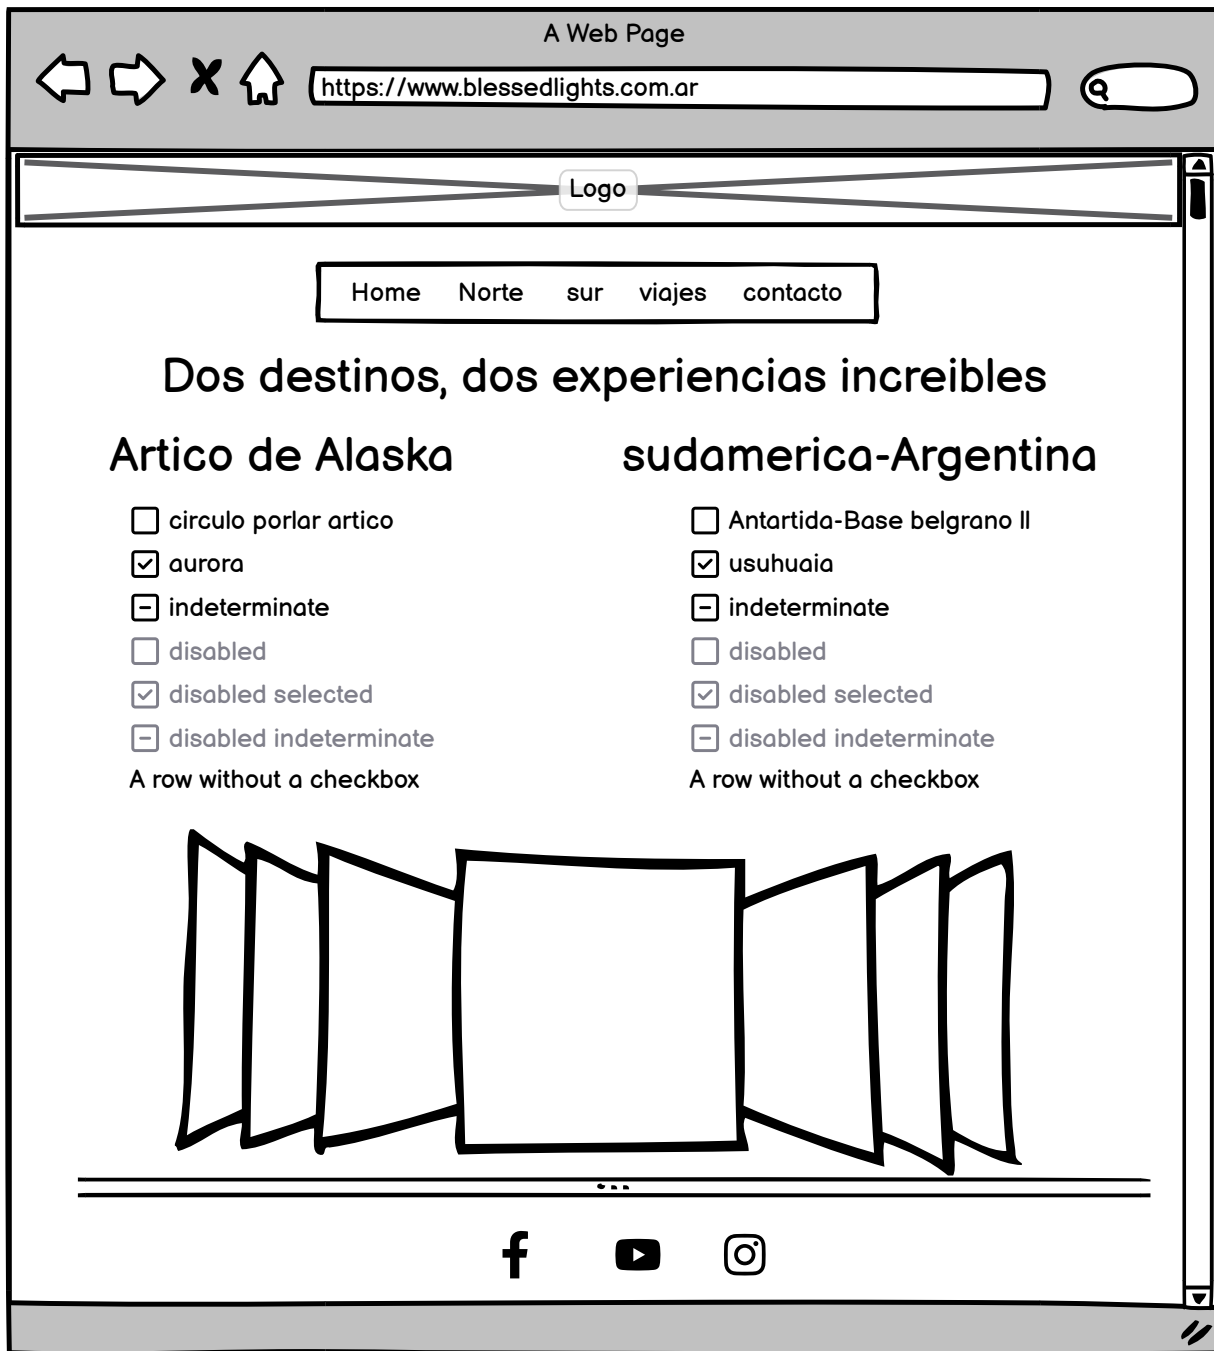 A Web Page
https://www.blessedlights.com.ar
Logo
Home Norte sur viajes contacto
Dos destinos, dos experiencias increibles
Artico de Alaska
circulo porlar artico
aurora
indeterminate
disabled
disabled selected
disabled indeterminate
A row without a checkbox
sudamerica-Argentina
Antartida-Base belgrano II
usuhuaia
indeterminate
disabled
disabled selected
disabled indeterminate
A row without a checkbox